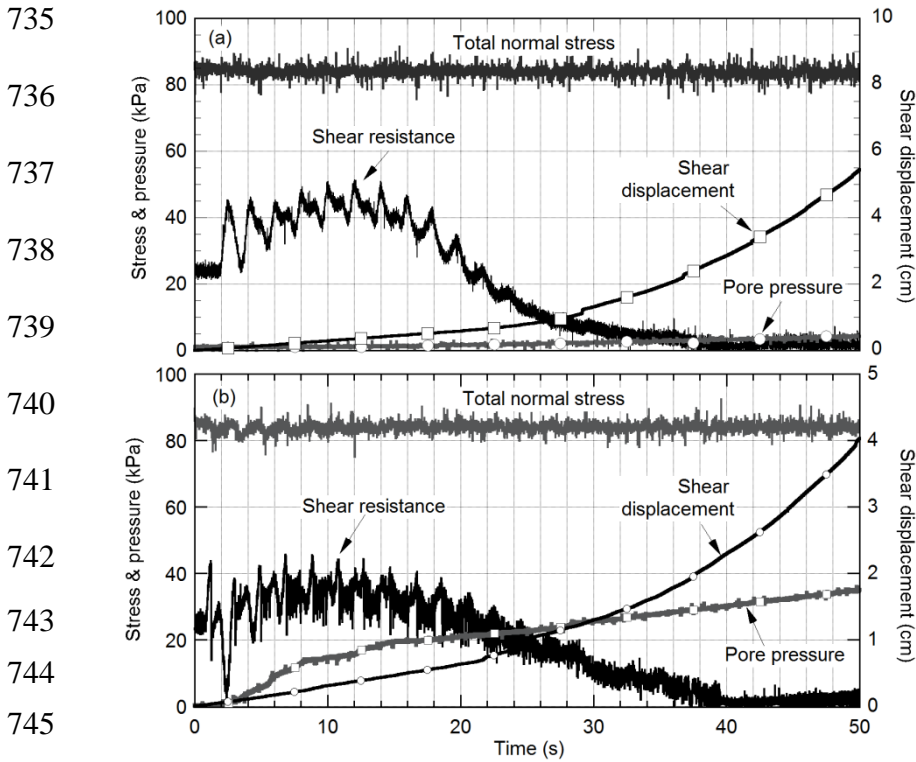 735
736
737
738
739
740
741
742
743
744
745
(a)
Total normal stress
Shear resistance
Shear
displacement
Pore pressure
Stress & pressure (kPa)
100
80
60
40
20
0
Shear displacement (cm)
10
8
6
4
2
0
(b)
Total normal stress
Shear resistance
Shear
displacement
Pore pressure
Stress & pressure (kPa)
100
80
60
40
20
0
Shear displacement (cm)
5
4
3
2
1
0
0 10 20 30 40 50
Time (s)